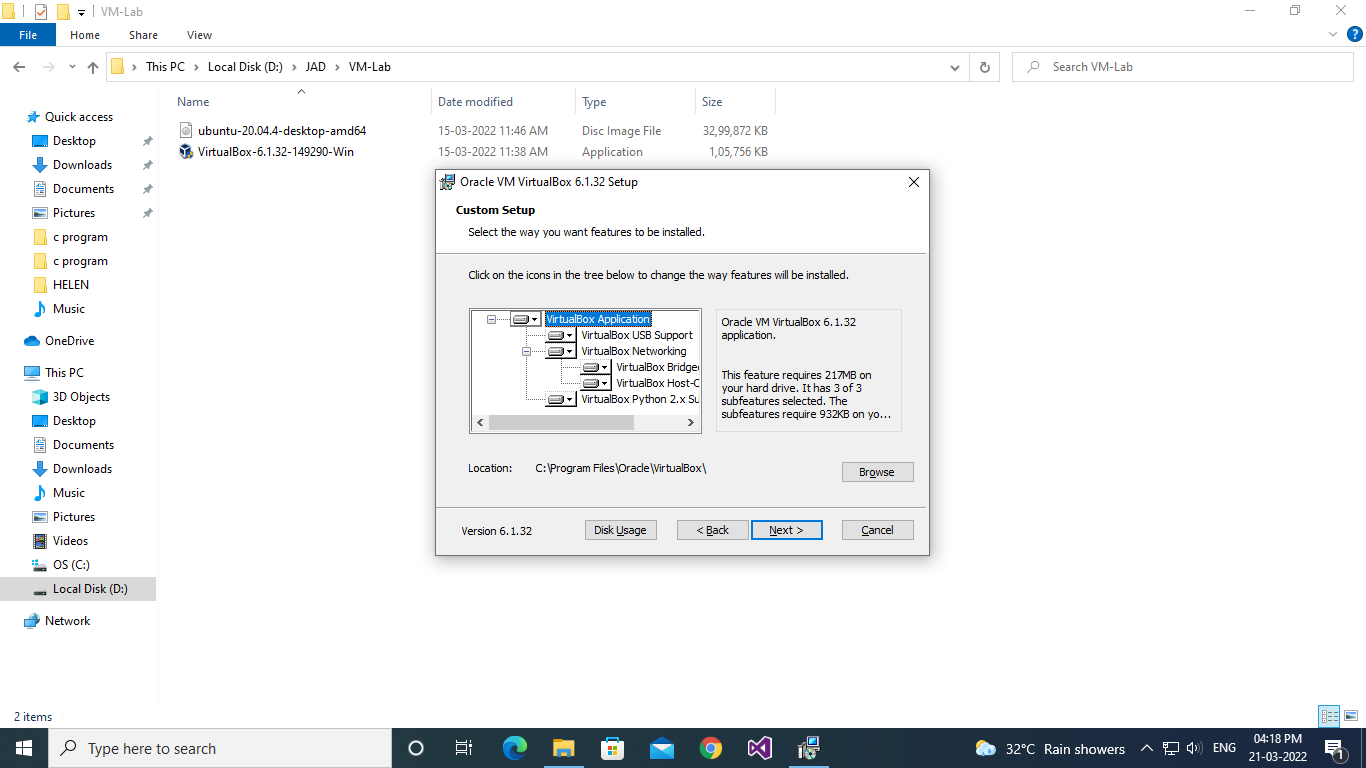 VM-Lab
File Home Share View
This PC Local Disk (D:) JAD VM-Lab
Search VM-Lab
Name Date modified Type Size
ubuntu-20.04.4-desktop-amd64 15-03-2022 11:46 AM Disc Image File 32,99,872 KB
VirtualBox-6.1.32-149290-Win 15-03-2022 11:38 AM Application 1,05,756 KB
Quick access
Desktop
Downloads
Documents
Pictures
c program
c program
HELEN
Music
OneDrive
This PC
3D Objects
Desktop
Documents
Downloads
Music
Pictures
Videos
OS (C:)
Local Disk (D:)
Network
Oracle VM VirtualBox 6.1.32 Setup
Custom Setup
Select the way you want features to be installed.
Click on the icons in the tree below to change the way features will be installed.
VirtualBox Application
VirtualBox USB Support
VirtualBox Networking
VirtualBox Bridge
VirtualBox Host-
VirtualBox Python 2.x Su
Oracle VM VirtualBox 6.1.32
application.
This feature requires 217MB on
your hard drive. It has 3 of 3
subfeatures selected. The
subfeatures require 932KB on yo...
Location: C:\Program Files\Oracle\VirtualBox\
Browse
Version 6.1.32 Disk Usage < Back Next > Cancel
2 items
Type here to search
32°C Rain showers
ENG
04:18 PM
21-03-2022
1